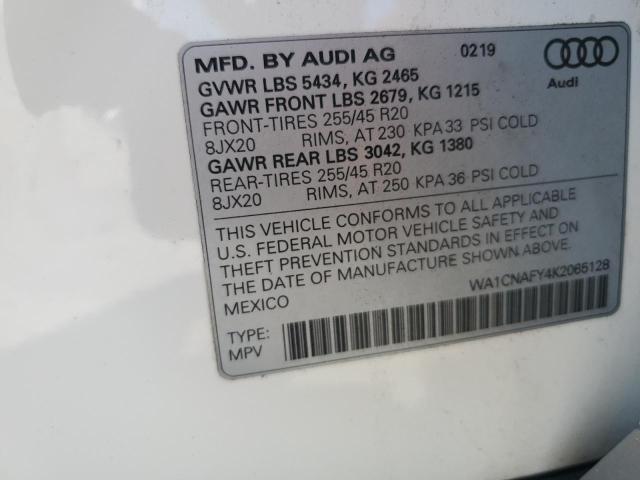 MFD. BY AUDI AG 0219
GVWR LBS 5434, KG 2465
Audi
GAWR FRONT LBS 2679, KG 1215
FRONT-TIRES 255/45 R20
8JX20 RIMS, AT 230 KPA 33 PSI COLD
GAWR REAR LBS 3042, KG 1380
REAR-TIRES 255/45 R20
8JX20 RIMS, AT 250 KPA 36 PSI COLD
THIS VEHICLE CONFORMS TO ALL APPLICABLE
U.S. FEDERAL MOTOR VEHICLE SAFETY AND
THEFT PREVENTION STANDARDS IN EFFECT ON
THE DATE OF MANUFACTURE SHOWN ABOVE.
MEXICO WA1CNAFY4K2065128
TYPE:
MPV